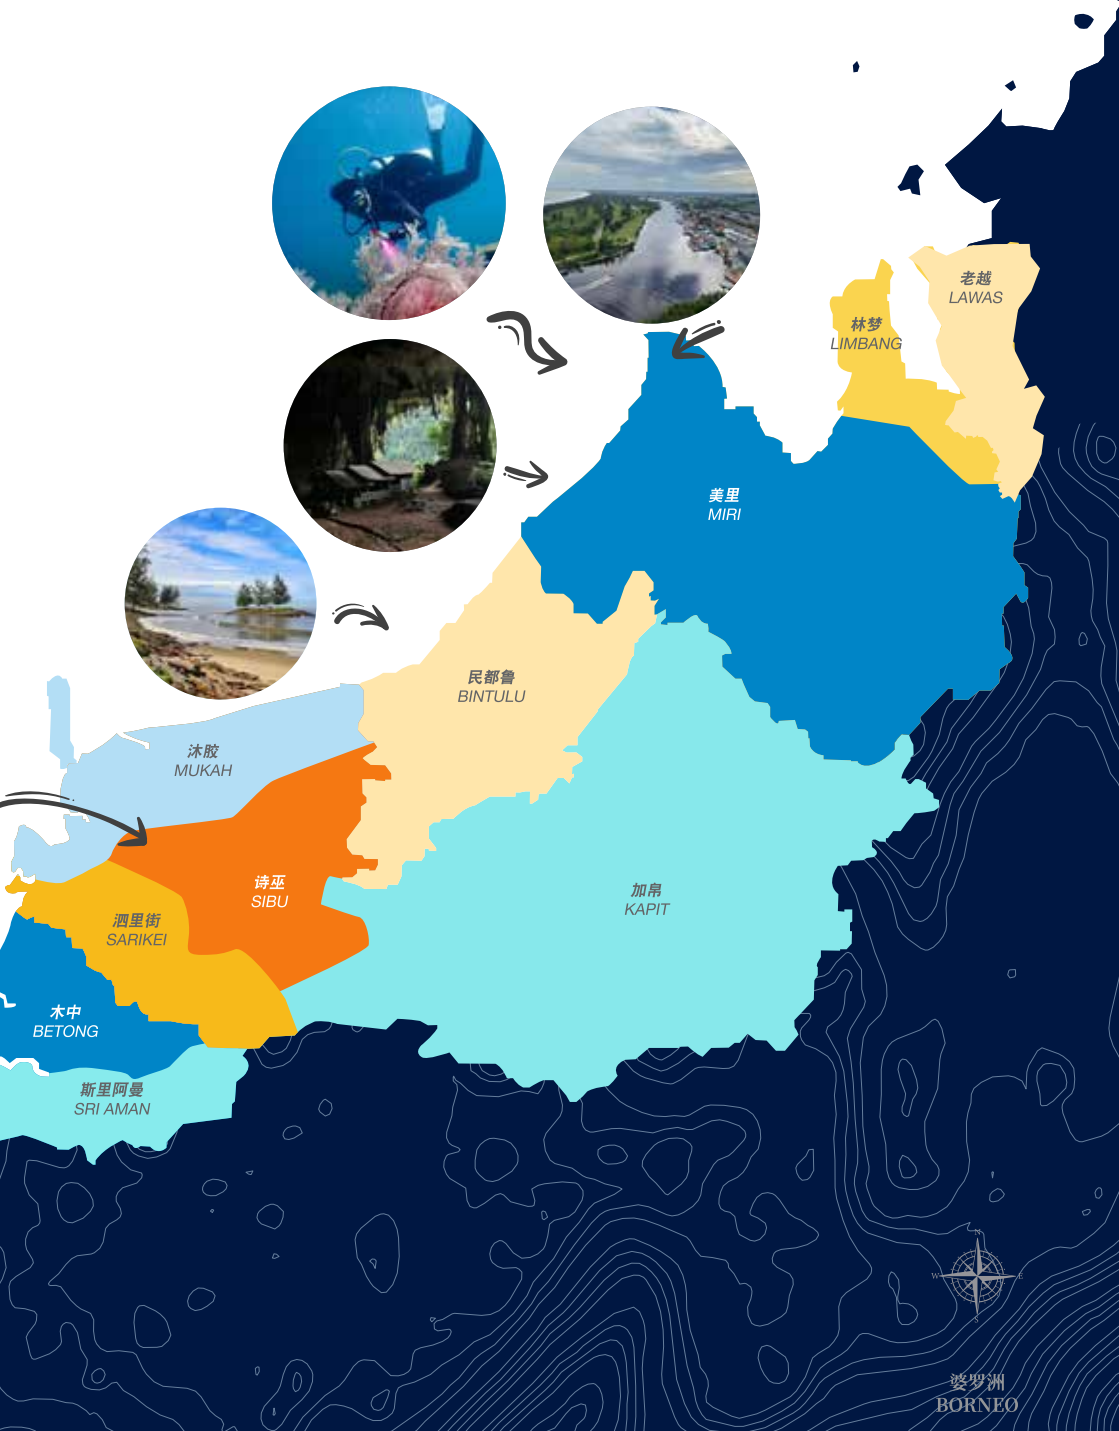 老越
LAWAS
林梦
LIMBANG
美里
MIRI
民都鲁
BINTULU
沐胶
MUKAH
诗巫
SIBU
加帛
KAPIT
泗里街
SARIKEI
木中
BETONG
斯里阿曼
SRI AMAN
N
W
E
S
婆罗洲
BORNEO